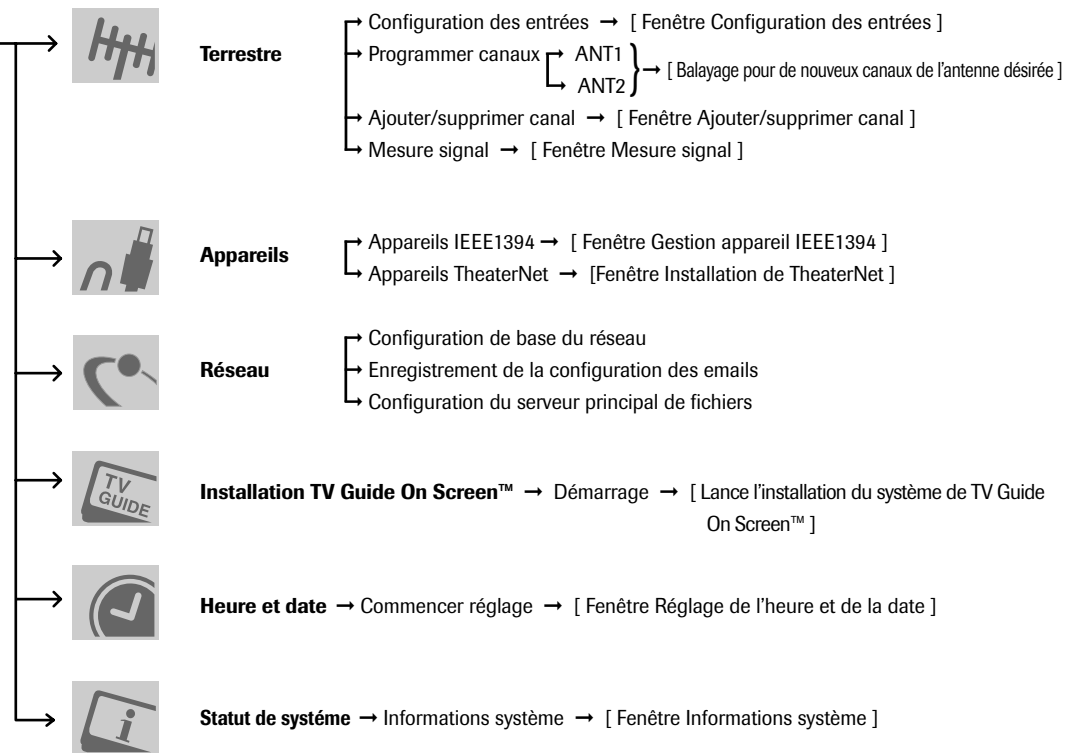 Terrestre
Configuration des entrées ➞ [ Fenêtre Configuration des entrées ]
Programmer canaux
ANT1
ANT2
➞ [ Balayage pour de nouveux canaux de l'antenne désirée ]
Ajouter/supprimer canal ➞ [ Fenêtre Ajouter/supprimer canal ]
Mesure signal ➞ [ Fenêtre Mesure signal ]
Appareils
Appareils IEEE1394 ➞ [ Fenêtre Gestion appareil IEEE1394 ]
Appareils TheaterNet ➞ [Fenêtre Installation de TheaterNet ]
Réseau
Configuration de base du réseau
Enregistrement de la configuration des emails
Configuration du serveur principal de fichiers
TV
GUIDE
Installation TV Guide On Screen™ ➞ Démarrage ➞ [ Lance l'installation du système de TV Guide
On Screen™ ]
Heure et date ➞ Commencer réglage ➞ [ Fenêtre Réglage de l'heure et de la date ]
i
Statut de systéme ➞ Informations système ➞ [ Fenêtre Informations système ]